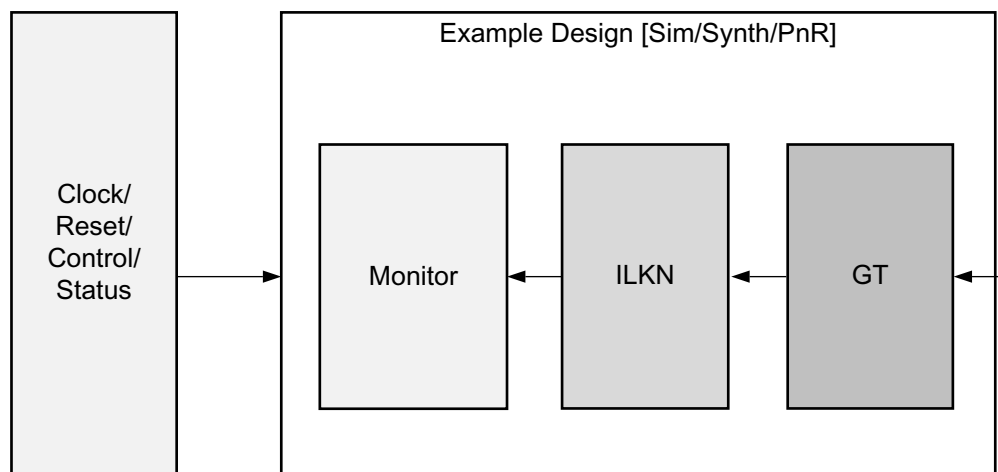 Example Design [Sim/Synth/PnR]
Clock/
Reset/
Control/
Status
Monitor
ILKN
GT